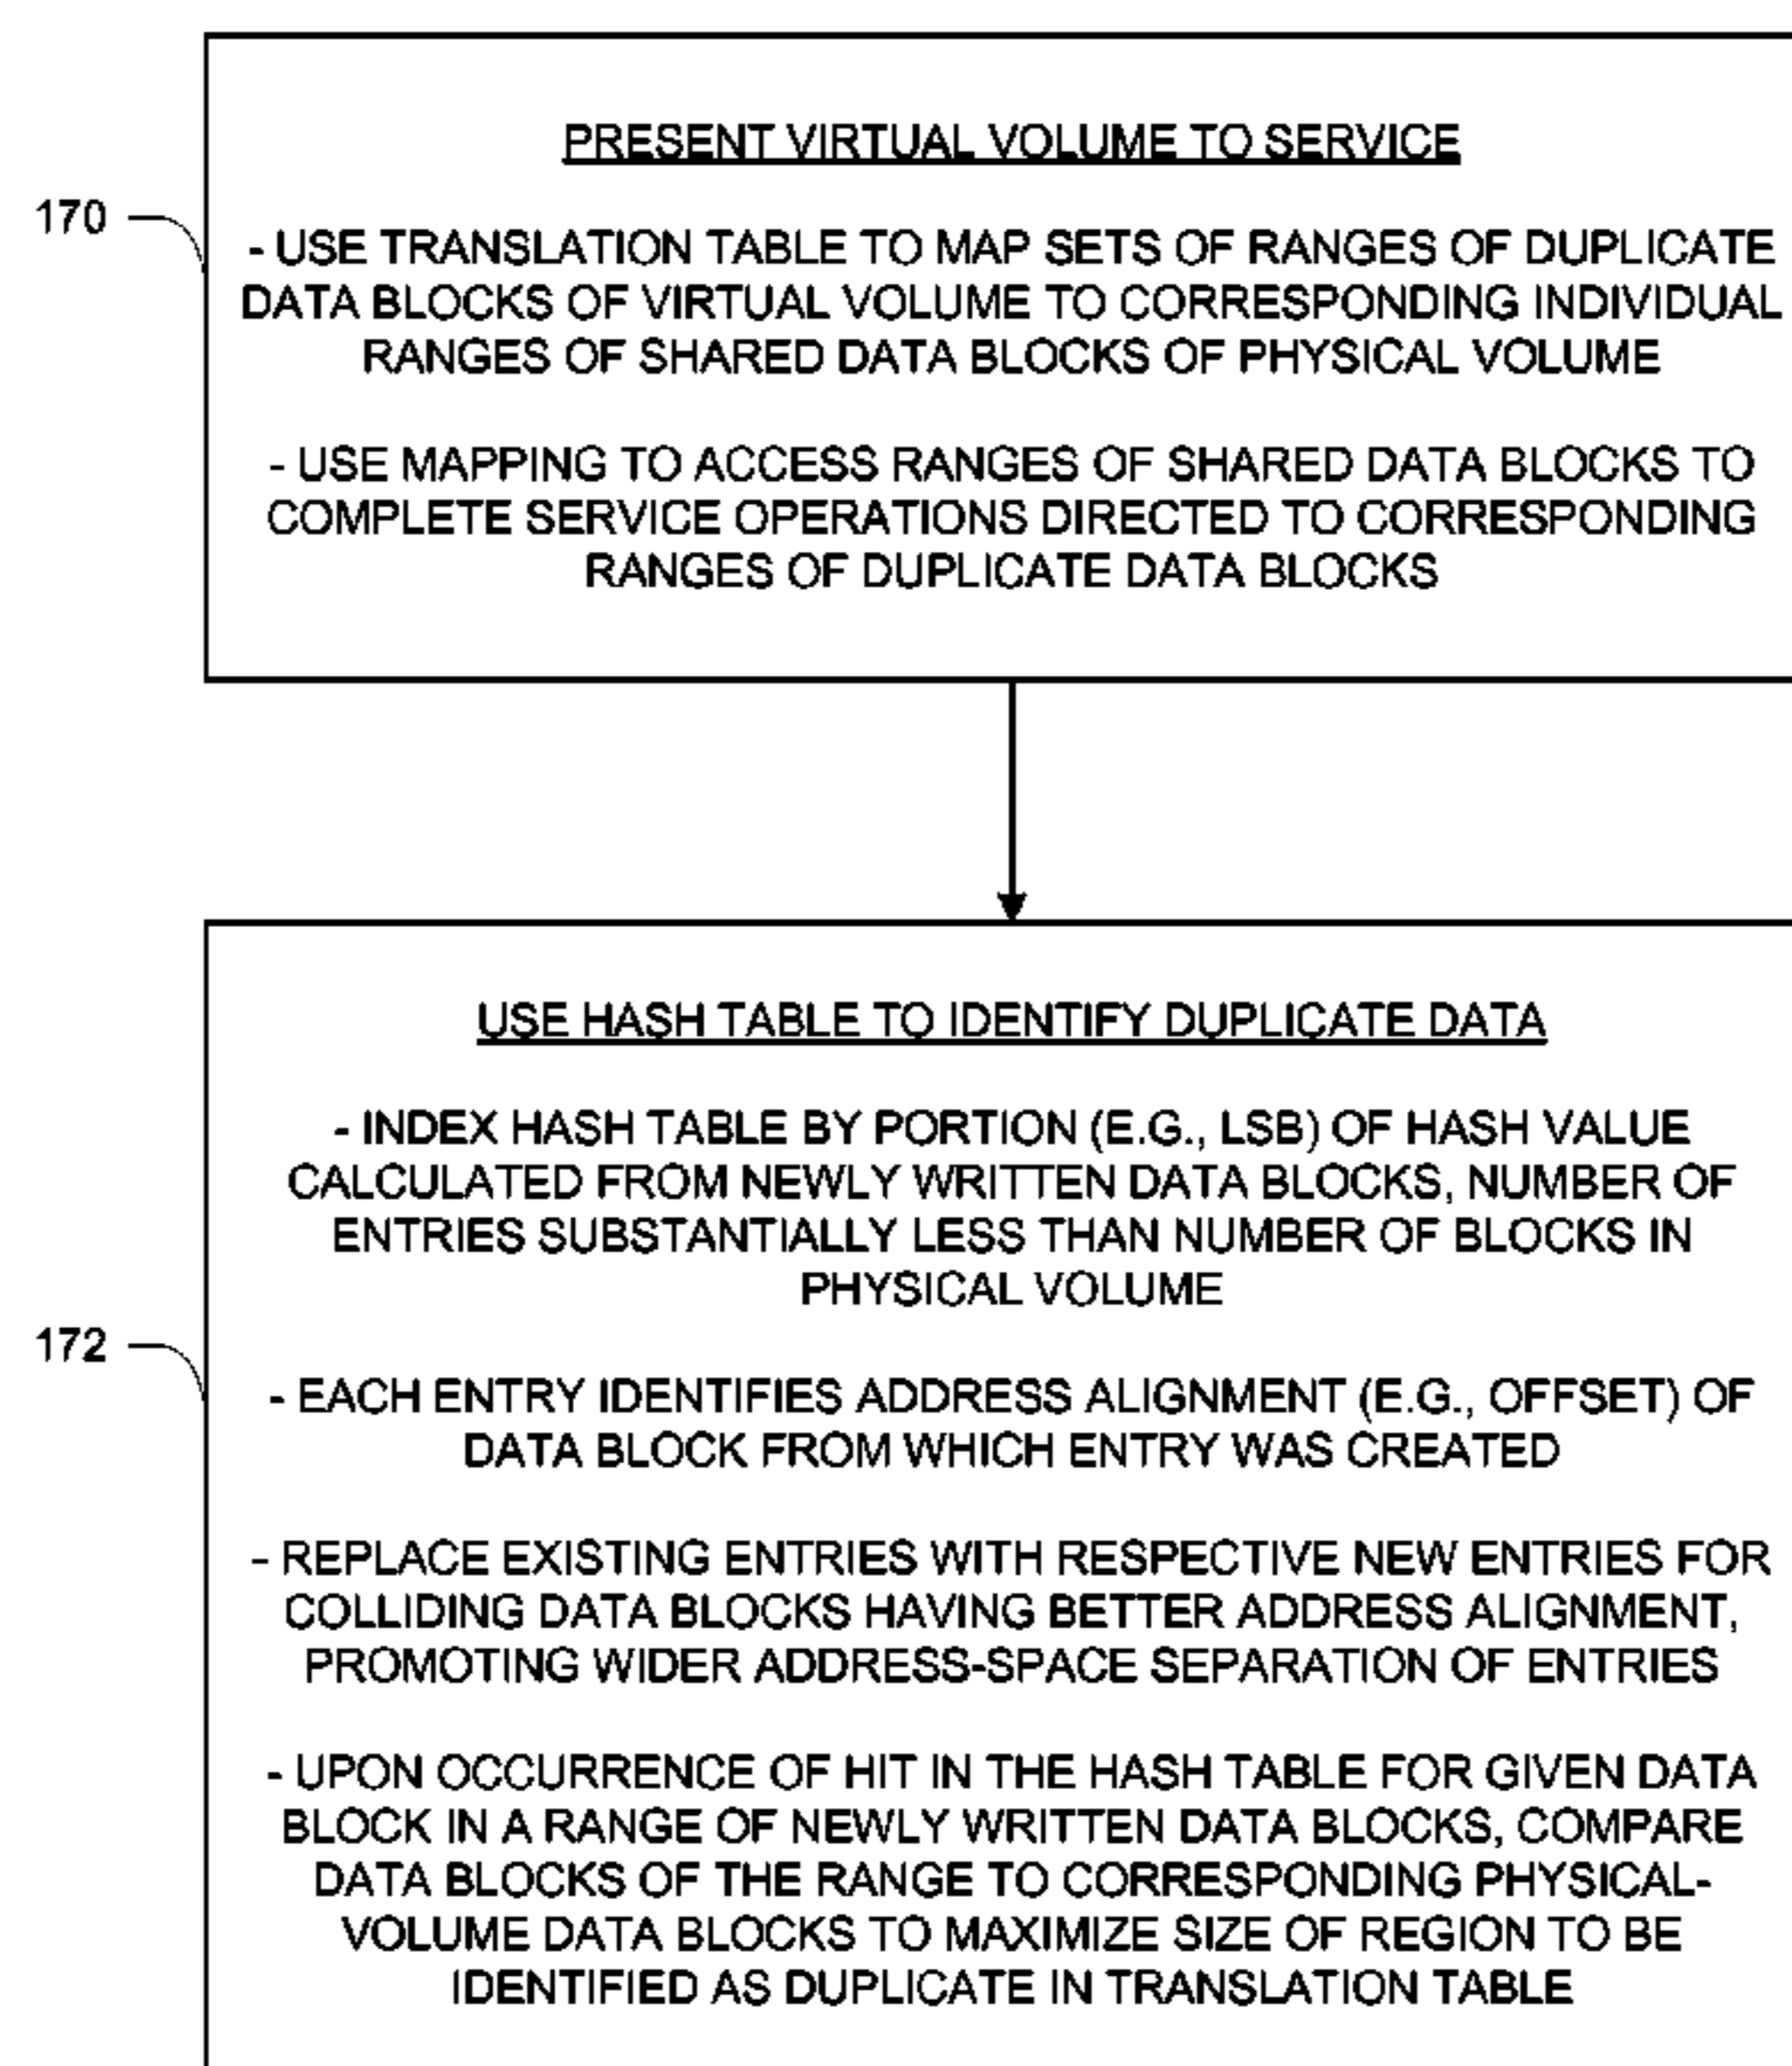 PRESENT VIRTUAL VOLUME TO SERVICE
170
- USE TRANSLATION TABLE TO MAP SETS OF RANGES OF DUPLICATE
DATA BLOCKS OF VIRTUAL VOLUME TO CORRESPONDING INDIVIDUAL
RANGES OF SHARED DATA BLOCKS OF PHYSICAL VOLUME
- USE MAPPING TO ACCESS RANGES OF SHARED DATA BLOCKS TO
COMPLETE SERVICE OPERATIONS DIRECTED TO CORRESPONDING
RANGES OF DUPLICATE DATA BLOCKS
USE HASH TABLE TO IDENTIFY DUPLICATE DATA
- INDEX HASH TABLE BY PORTION (E.G., LSB) OF HASH VALUE
CALCULATED FROM NEWLY WRITTEN DATA BLOCKS, NUMBER OF
ENTRIES SUBSTANTIALLY LESS THAN NUMBER OF BLOCKS IN
PHYSICAL VOLUME
172
- EACH ENTRY IDENTIFIES ADDRESS ALIGNMENT (E.G., OFFSET) OF
DATA BLOCK FROM WHICH ENTRY WAS CREATED
- REPLACE EXISTING ENTRIES WITH RESPECTIVE NEW ENTRIES FOR
COLLIDING DATA BLOCKS HAVING BETTER ADDRESS ALIGNMENT,
PROMOTING WIDER ADDRESS-SPACE SEPARATION OF ENTRIES
- UPON OCCURRENCE OF HIT IN THE HASH TABLE FOR GIVEN DATA
BLOCK IN A RANGE OF NEWLY WRITTEN DATA BLOCKS, COMPARE
DATA BLOCKS OF THE RANGE TO CORRESPONDING PHYSICAL-
VOLUME DATA BLOCKS TO MAXIMIZE SIZE OF REGION TO BE
IDENTIFIED AS DUPLICATE IN TRANSLATION TABLE